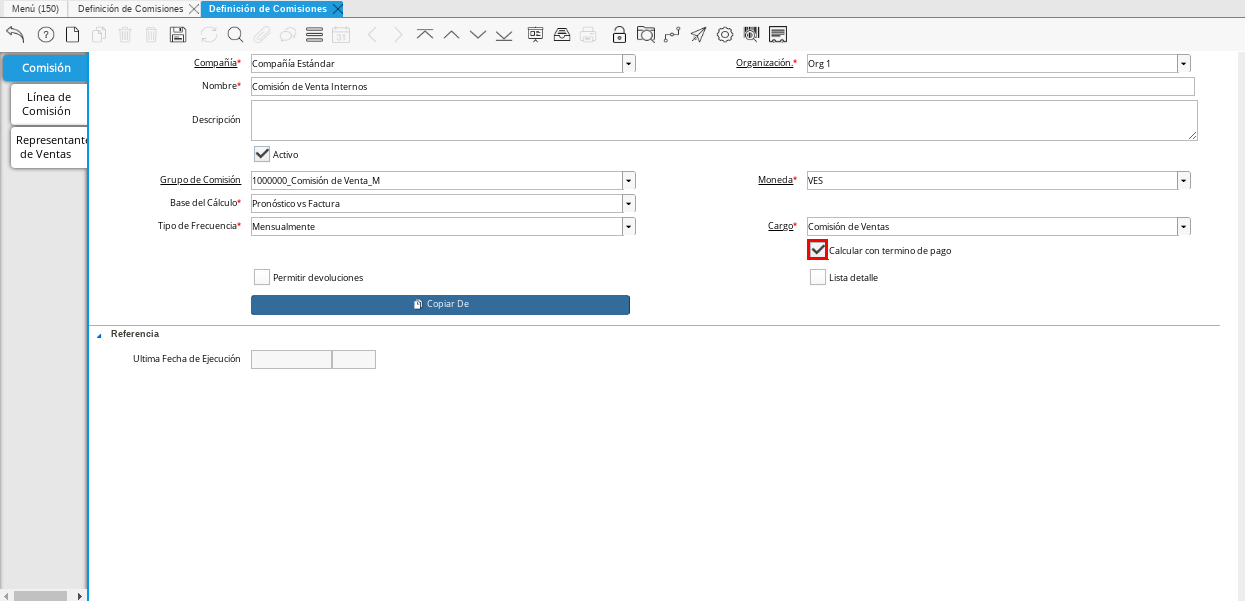 Menú (150) Definición de Comisiones Definición de Comisiones
31
Comisión
Línea de
Comisión
Representante
de Ventas
Compañía* Compañía Estándar Organización.* Org 1
Nombre* Comisión de Venta Internos
Descripción
Activo
Grupo de Comisión 1000000_Comisión de Venta_M Moneda* VES
Base del Cálculo* Pronóstico vs Factura
Tipo de Frecuencia* Mensualmente Cargo* Comisión de Ventas
Calcular con termino de pago
Permitir devoluciones Lista detalle
Copiar De
Referencia
Ultima Fecha de Ejecución